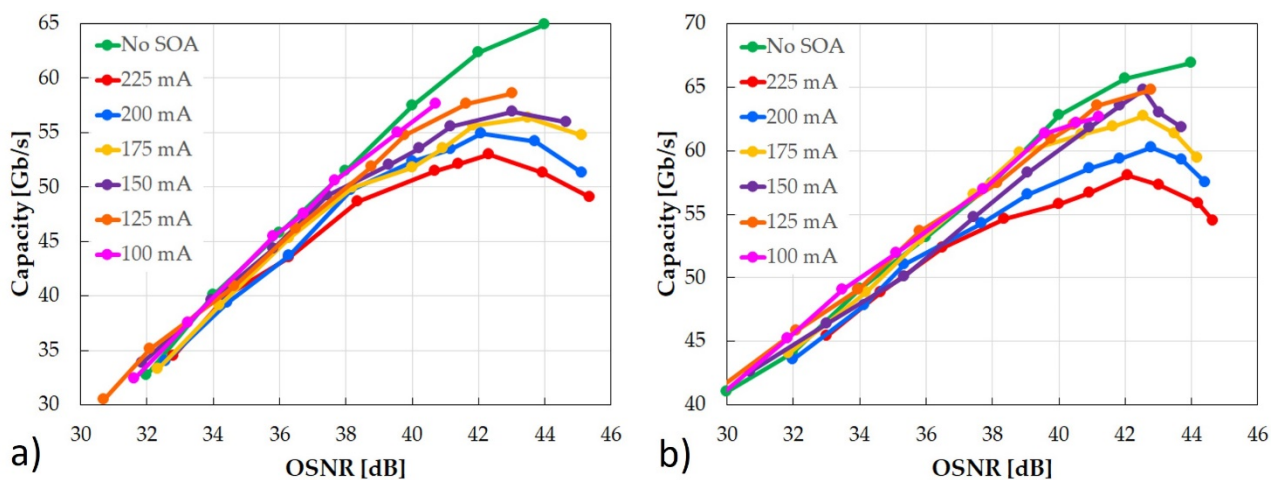 65
60
55
50
45
40
35
30
Capacity [Gb/s]
No SOA
225 mA
200 mA
175 mA
150 mA
125 mA
100 mA
30 32 34 36 38 40 42 44 46
OSNR [dB]
a)
70
65
60
55
50
45
40
Capacity [Gb/s]
No SOA
225 mA
200 mA
175 mA
150 mA
125 mA
100 mA
30 32 34 36 38 40 42 44 46
OSNR [dB]
b)